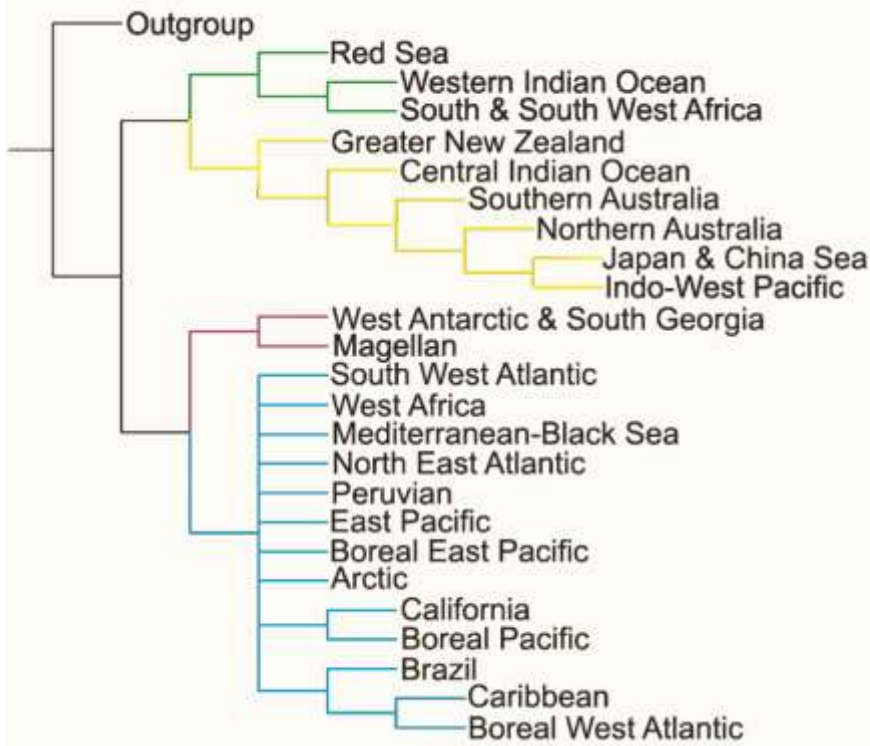 Outgroup
Red Sea
Western Indian Ocean
South & South West Africa
Greater New Zealand
Central Indian Ocean
Southern Australia
Northern Australia
Japan & China Sea
Indo-West Pacific
West Antarctic & South Georgia
Magellan
South West Atlantic
West Africa
Mediterranean-Black Sea
North East Atlantic
Peruvian
East Pacific
Boreal East Pacific
Arctic
California
Boreal Pacific
Brazil
Caribbean
Boreal West Atlantic